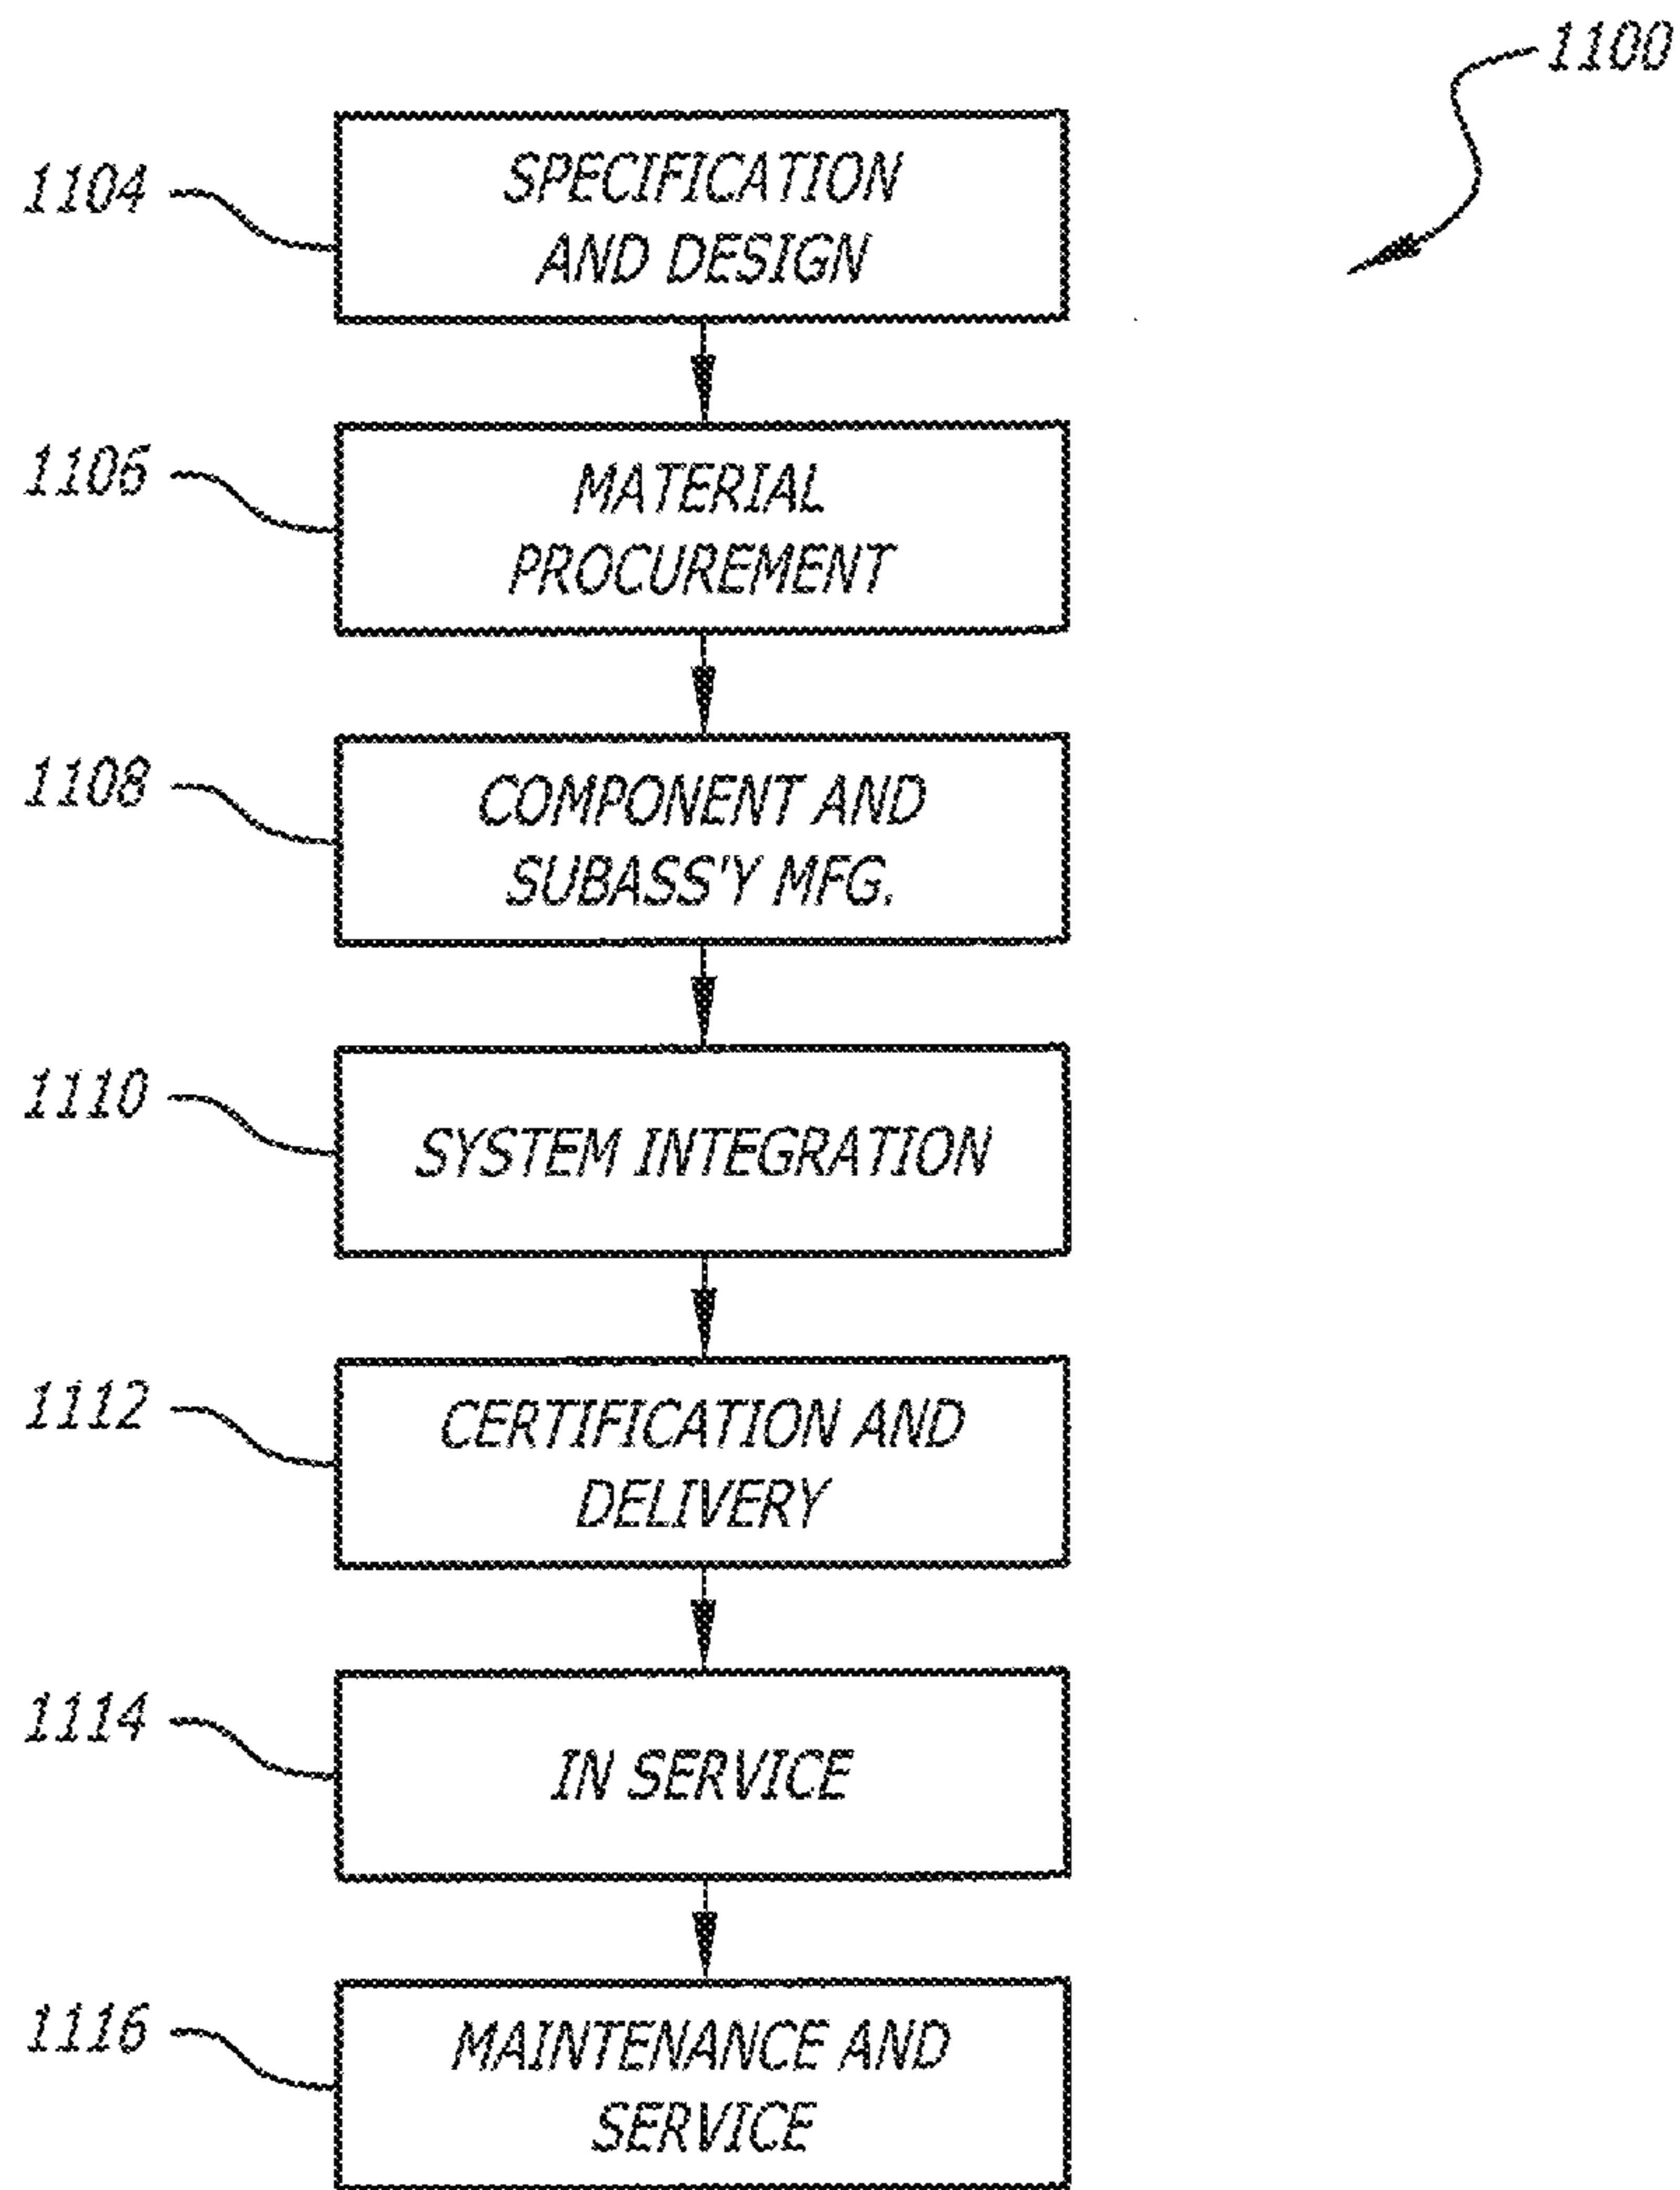 1100
1104
SPECIFICATION
AND DESIGN
1106
MATERIAL
PROCUREMENT
1108
COMPONENT AND
SUBASS'Y MFG.
1110
SYSTEM INTEGRATION
1112
CERTIFICATION AND
DELIVERY
1114
IN SERVICE
1116
MAINTENANCE AND
SERVICE